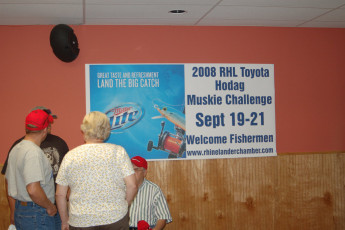 GREAT TASTE AND REFRESHMENT
LAND THE BIG CATCH
Lite
2008 RHL Toyota
Hodag
Muskie Challenge
Sept 19-21
Welcome Fishermen
www.rhinelanderchamber.com